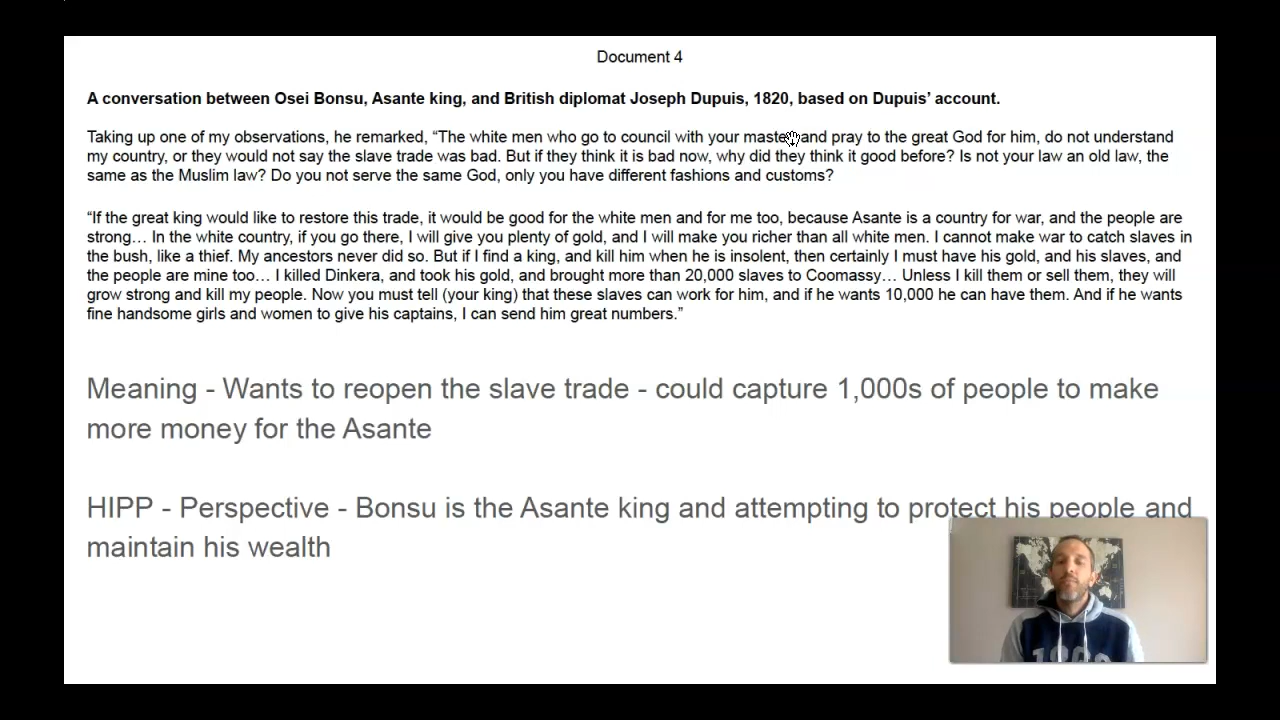 Document 4
A conversation between Osei Bonsu, Asante king, and British diplomat Joseph Dupuis, 1820, based on Dupuis’ account.
Taking up one of my observations, he remarked, “The white men who go to council with your master, and pray to the great God for him, do not understand
my country, or they would not say the slave trade was bad. But if they think it is bad now, why did they think it good before? Is not your law an old law, the
same as the Muslim law? Do you not serve the same God, only you have different fashions and customs?
“If the great king would like to restore this trade, it would be good for the white men and for me too, because Asante is a country for war, and the people are
strong… In the white country, if you go there, I will give you plenty of gold, and I will make you richer than all white men. I cannot make war to catch slaves in
the bush, like a thief. My ancestors never did so. But if I find a king, and kill him when he is insolent, then certainly I must have his gold, and his slaves, and
the people are mine too… I killed Dinkera, and took his gold, and brought more than 20,000 slaves to Coomassy… Unless I kill them or sell them, they will
grow strong and kill my people. Now you must tell (your king) that these slaves can work for him, and if he wants 10,000 he can have them. And if he wants
fine handsome girls and women to give his captains, I can send him great numbers.”
Meaning - Wants to reopen the slave trade - could capture 1,000s of people to make
more money for the Asante
HIPP - Perspective - Bonsu is the Asante king and attempting to protect his people and
maintain his wealth